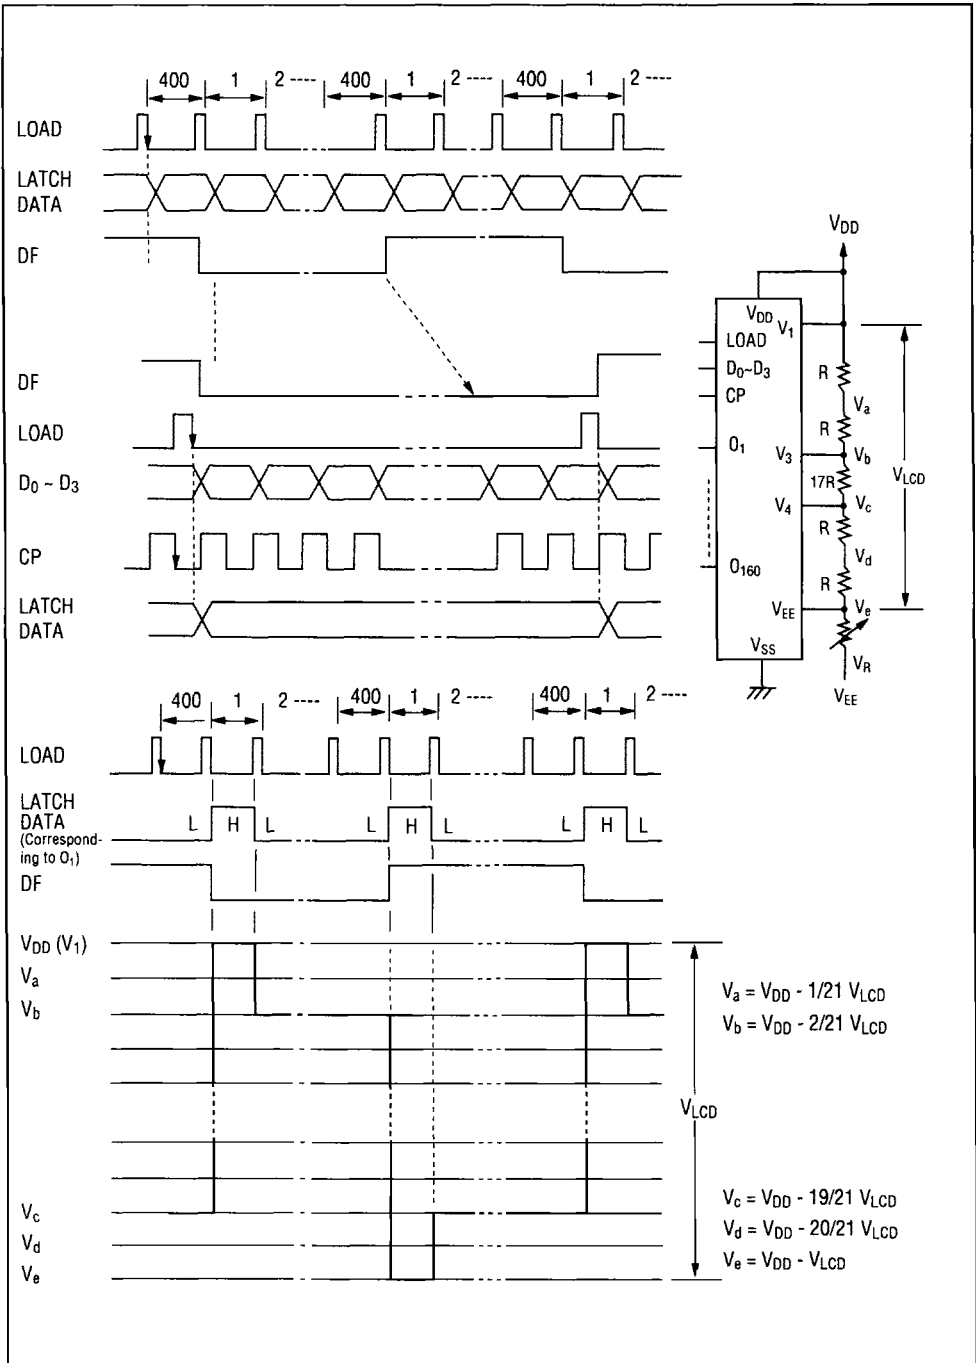 400 1 2 ---- 400 1 2 ---- 400 1 2 ----
LOAD
LATCH
DATA
DF
DF
LOAD
D0 ~ D3
CP
LATCH
DATA
VDD
VDD V1
LOAD
D0~D3
CP
O1
V3
V4
O160
VEE
VSS
R
Va
R
Vb
17R
Vc
R
Vd
R
Ve
VR
VEE
VLCD
400 1 2 ---- 400 1 2 ---- 400 1 2 ----
LOAD
LATCH
DATA
(Correspond-
ing to O1)
L H L L H L L H L
DF
VDD (V1)
Va
Vb
Vc
Vd
Ve
VLCD
Va = VDD - 1/21 VLCD
Vb = VDD - 2/21 VLCD
Vc = VDD - 19/21 VLCD
Vd = VDD - 20/21 VLCD
Ve = VDD - VLCD